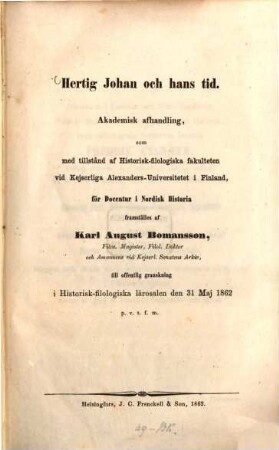 Hertig Johan och hans tid.
Akademisk afhandling,
som
med tillstånd af Historisk-filologiska fakulteten
vid Kejserliga Alexanders-Universitetet i Finland,
för Docentur i Nordisk Historia
framställes af
Karl August Bomansson,
Filos. Magister, Filol. Doktor
och Amanuens vid Kejserl. Senatens Arkiv,
till offentlig granskning
i Historisk-filologiska lärosalen den 31 Maj 1862
p. v. t. f. m.
Helsingfors, J. C. Frenckell & Son, 1862.